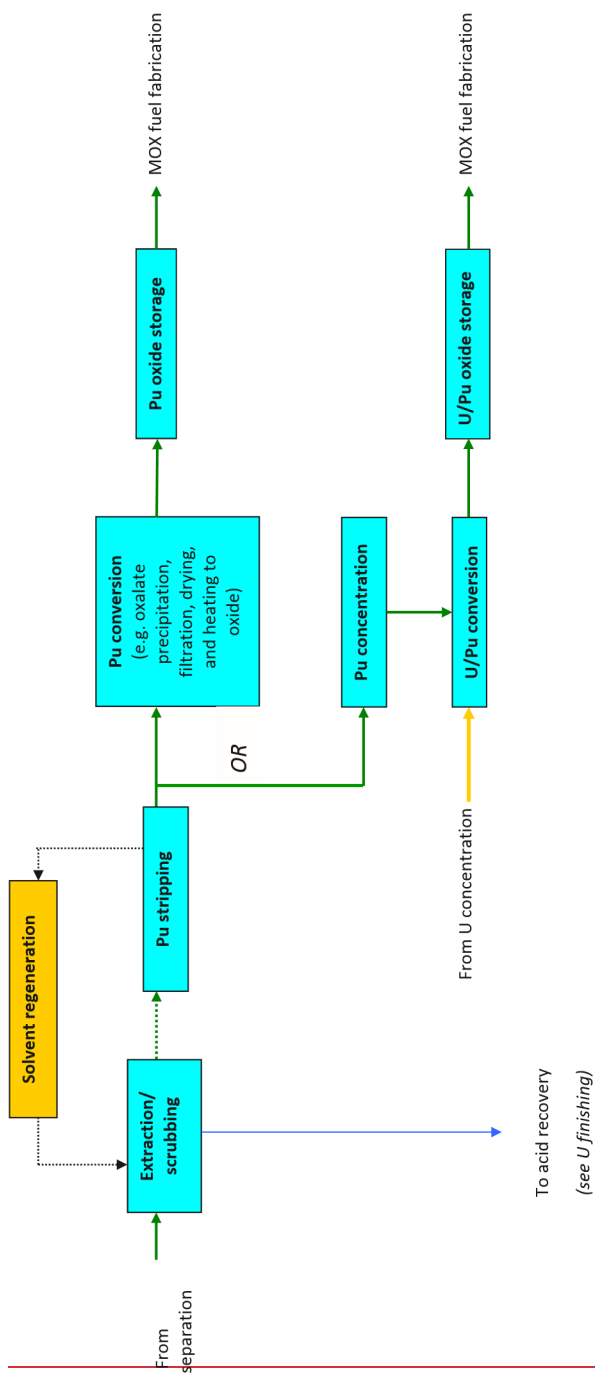 From
separation
Extraction/
scrubbing
Solvent regeneration
Pu stripping
OR
Pu conversion
(e.g. oxalate
precipitation,
filtration, drying,
and heating to
oxide)
Pu oxide storage
MOX fuel fabrication
To acid recovery
(see U finishing)
From U concentration
Pu concentration
U/Pu conversion
U/Pu oxide storage
MOX fuel fabrication